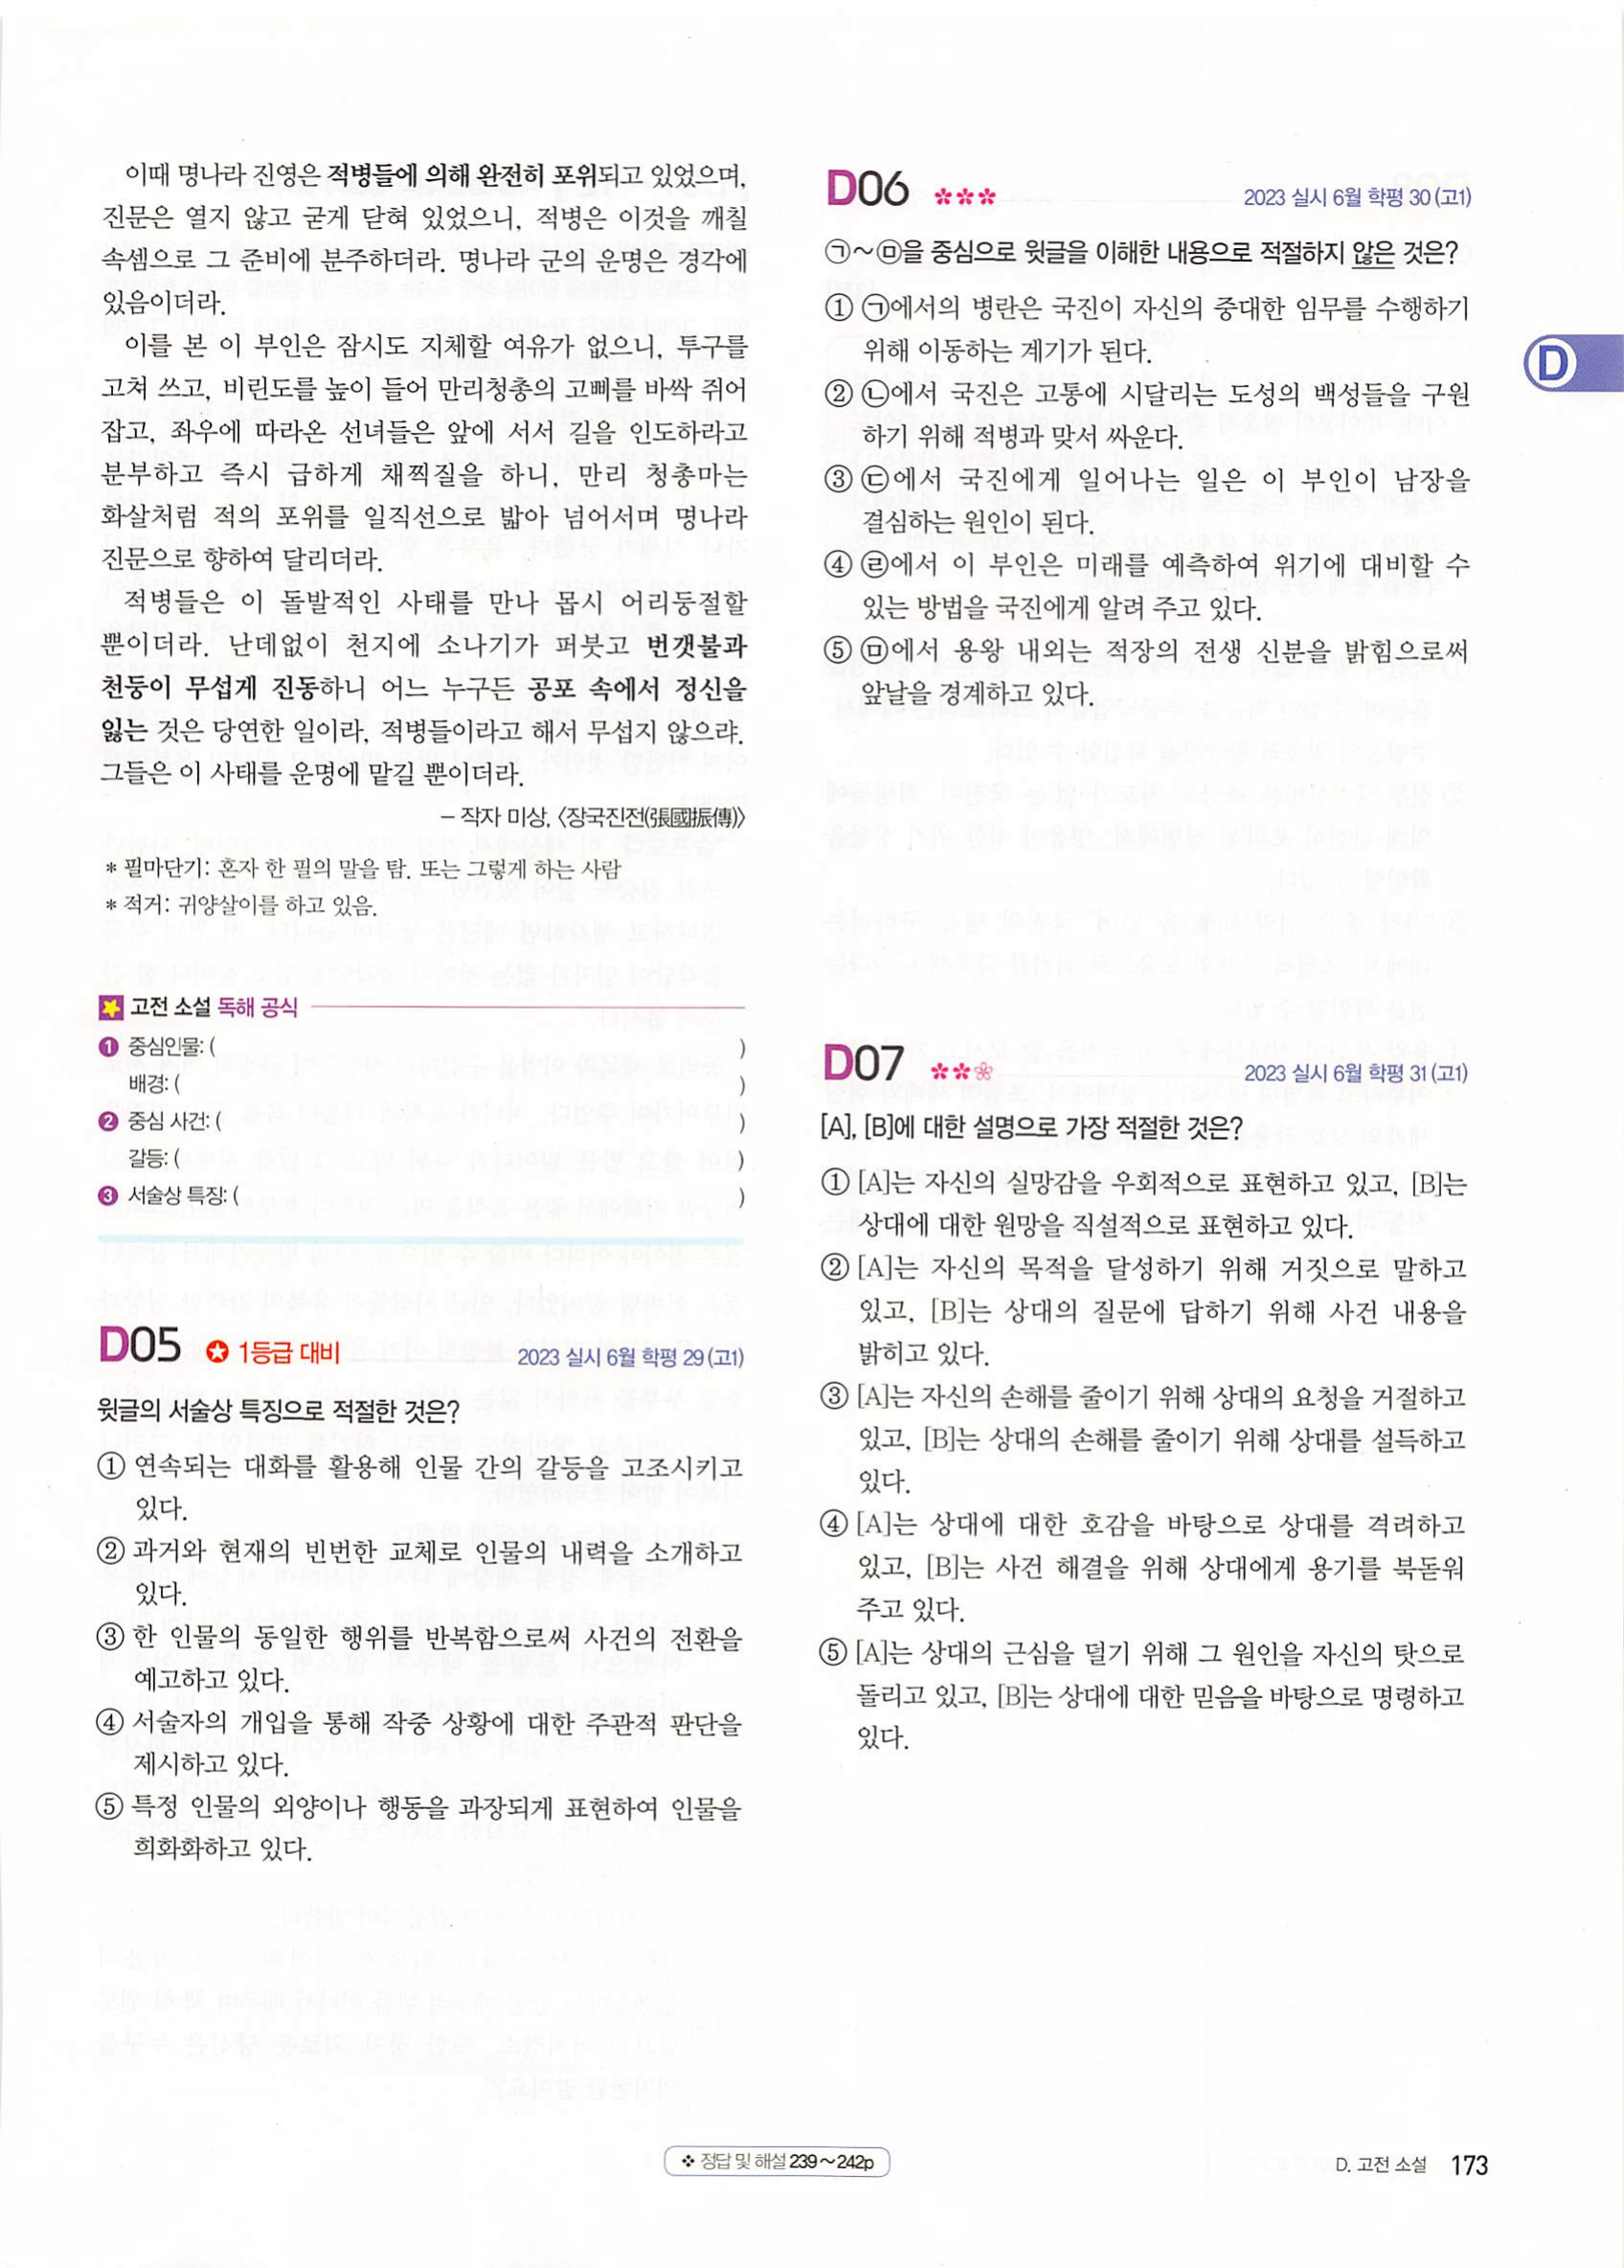 이때 명나라 진영은 적병들에 의해 완전히 포위되고 있었으며,
진문은 열지 않고 굳게 닫혀 있었으니, 적병은 이것을 깨칠
속셈으로 그 준비에 분주하더라. 명나라 군의 운명은 경각에
있음이더라.
이를 본 이 부인은 잠시도 지체할 여유가 없으니, 투구를
고쳐 쓰고, 비린도를 높이 들어 만리청총의 고삐를 바싹 쥐어
잡고, 좌우에 따라온 선녀들은 앞에 서서 길을 인도하라고
분부하고 즉시 급하게 채찍질을 하니, 만리 청총마는
화살처럼 적의 포위를 일직선으로 밟아 넘어서며 명나라
진문으로 향하여 달리더라.
적병들은 이 돌발적인 사태를 만나 몹시 어리둥절할
뿐이더라. 난데없이 천지에 소나기가 퍼붓고 번갯불과
천둥이 무섭게 진동하니 어느 누구든 공포 속에서 정신을
잃는 것은 당연한 일이라, 적병들이라고 해서 무섭지 않으랴.
그들은 이 사태를 운명에 맡길 뿐이더라.
– 작자 미상, 〈장국진전(張國振傳)〉
* 필마단기: 혼자 한 필의 말을 탐. 또는 그렇게 하는 사람
* 적거: 귀양살이를 하고 있음.
고전 소설 독해 공식
❶ 중심인물: ( )
배경: ( )
❷ 중심 사건: ( )
갈등: ( )
❸ 서술상 특징: ( )
D05 ✪ 1등급 대비 2023 실시 6월 학평 29(고1)
윗글의 서술상 특징으로 적절한 것은?
① 연속되는 대화를 활용해 인물 간의 갈등을 고조시키고
있다.
② 과거와 현재의 빈번한 교체로 인물의 내력을 소개하고
있다.
③ 한 인물의 동일한 행위를 반복함으로써 사건의 전환을
예고하고 있다.
④ 서술자의 개입을 통해 작중 상황에 대한 주관적 판단을
제시하고 있다.
⑤ 특정 인물의 외양이나 행동을 과장되게 표현하여 인물을
희화화하고 있다.
D06 ✽✽✽ 2023 실시 6월 학평 30(고1)
㉠~㉤을 중심으로 윗글을 이해한 내용으로 적절하지 않은 것은?
① ㉠에서의 병란은 국진이 자신의 중대한 임무를 수행하기
위해 이동하는 계기가 된다.
② ㉡에서 국진은 고통에 시달리는 도성의 백성들을 구원
하기 위해 적병과 맞서 싸운다.
③ ㉢에서 국진에게 일어나는 일은 이 부인이 남장을
결심하는 원인이 된다.
④ ㉣에서 이 부인은 미래를 예측하여 위기에 대비할 수
있는 방법을 국진에게 알려 주고 있다.
⑤ ㉤에서 용왕 내외는 적장의 전생 신분을 밝힘으로써
앞날을 경계하고 있다.
D
D07 ✽✽❀ 2023 실시 6월 학평 31(고1)
[A], [B]에 대한 설명으로 가장 적절한 것은?
① [A]는 자신의 실망감을 우회적으로 표현하고 있고, [B]는
상대에 대한 원망을 직설적으로 표현하고 있다.
② [A]는 자신의 목적을 달성하기 위해 거짓으로 말하고
있고, [B]는 상대의 질문에 답하기 위해 사건 내용을
밝히고 있다.
③ [A]는 자신의 손해를 줄이기 위해 상대의 요청을 거절하고
있고, [B]는 상대의 손해를 줄이기 위해 상대를 설득하고
있다.
④ [A]는 상대에 대한 호감을 바탕으로 상대를 격려하고
있고, [B]는 사건 해결을 위해 상대에게 용기를 북돋워
주고 있다.
⑤ [A]는 상대의 근심을 덜기 위해 그 원인을 자신의 탓으로
돌리고 있고, [B]는 상대에 대한 믿음을 바탕으로 명령하고
있다.
❖ 정답 및 해설 239~242p
D. 고전 소설 173